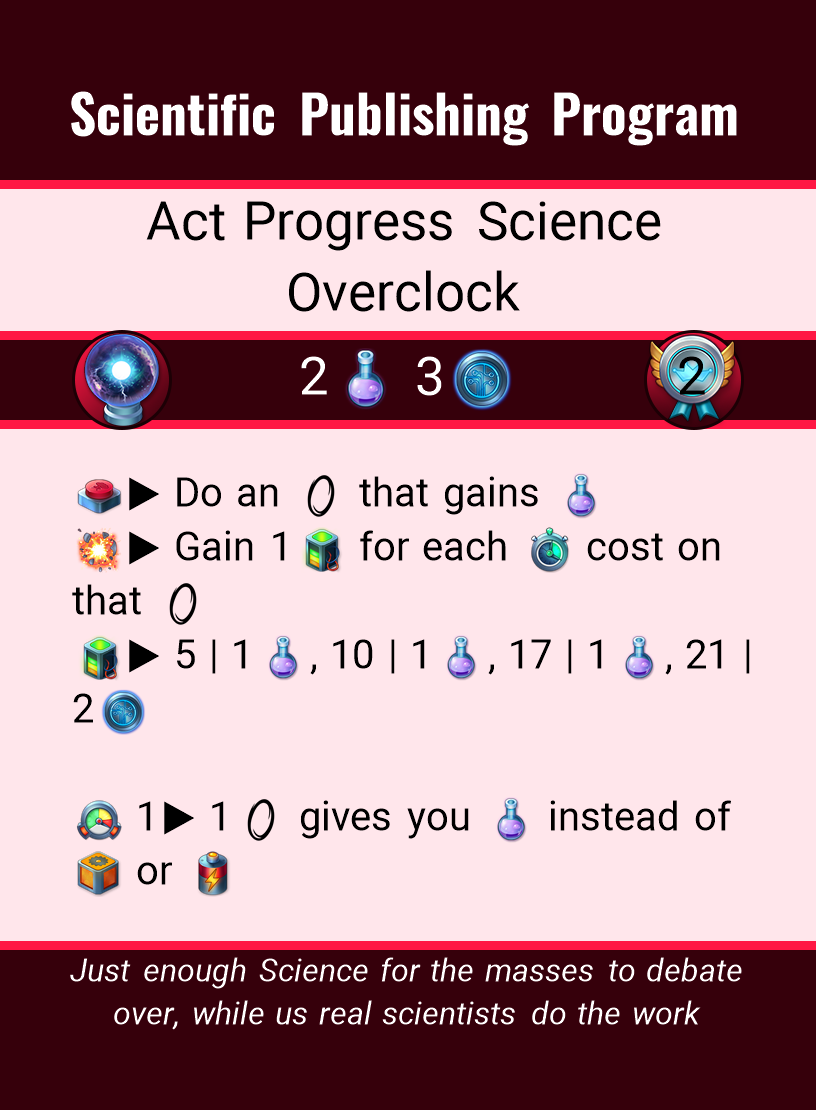 Scientific Publishing Program
Act Progress Science
Overclock
2 3 2
Do an that gains
Gain 1 for each cost on
that
5 | 1 , 10 | 1 , 17 | 1 , 21 |
2
1 1 gives you instead of
or
Just enough Science for the masses to debate
over, while us real scientists do the work